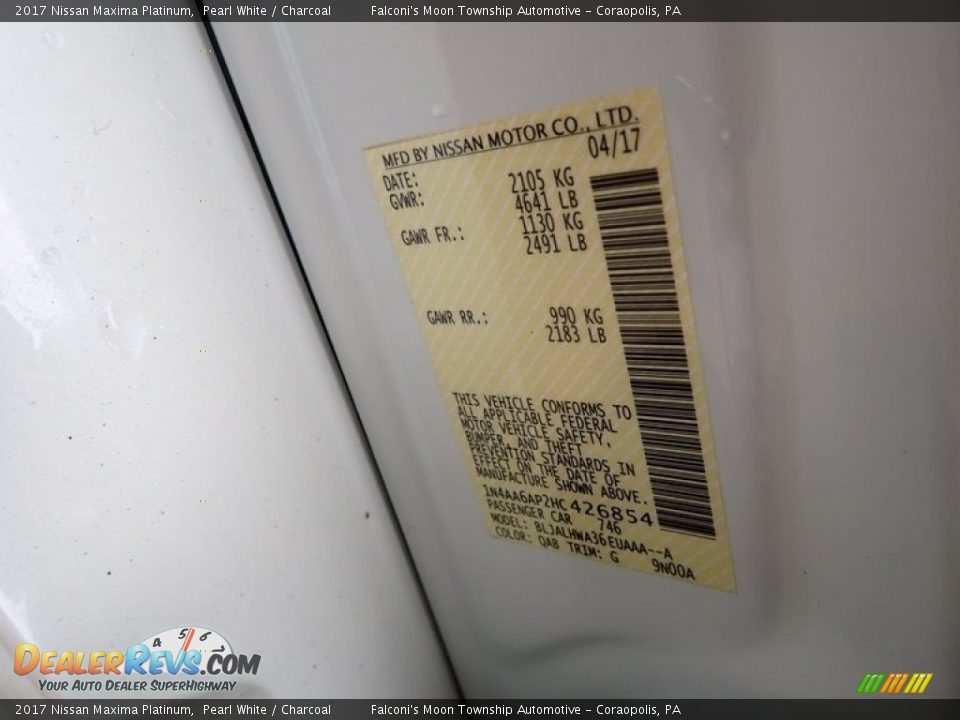 2017 Nissan Maxima Platinum, Pearl White / Charcoal Falconi's Moon Township Automotive - Coraopolis, PA
MFD BY NISSAN MOTOR CO., LTD.
DATE: 04/17
GVWR: 2105 KG
4641 LB
GAWR FR.: 1130 KG
2491 LB
GAWR RR.: 990 KG
2183 LB
THIS VEHICLE CONFORMS TO
ALL APPLICABLE FEDERAL
MOTOR VEHICLE SAFETY,
BUMPER, AND THEFT
PREVENTION STANDARDS IN
EFFECT ON THE DATE OF
MANUFACTURE SHOWN ABOVE.
1N4AA6AP2HC426854
PASSENGER CAR 746
MODEL: BLJALHWA36EUAAA--A
COLOR: QAB TRIM: G 9N00A
4 5 6 7
DEALERREVS.COM
YOUR AUTO DEALER SUPERHIGHWAY
2017 Nissan Maxima Platinum, Pearl White / Charcoal Falconi's Moon Township Automotive - Coraopolis, PA